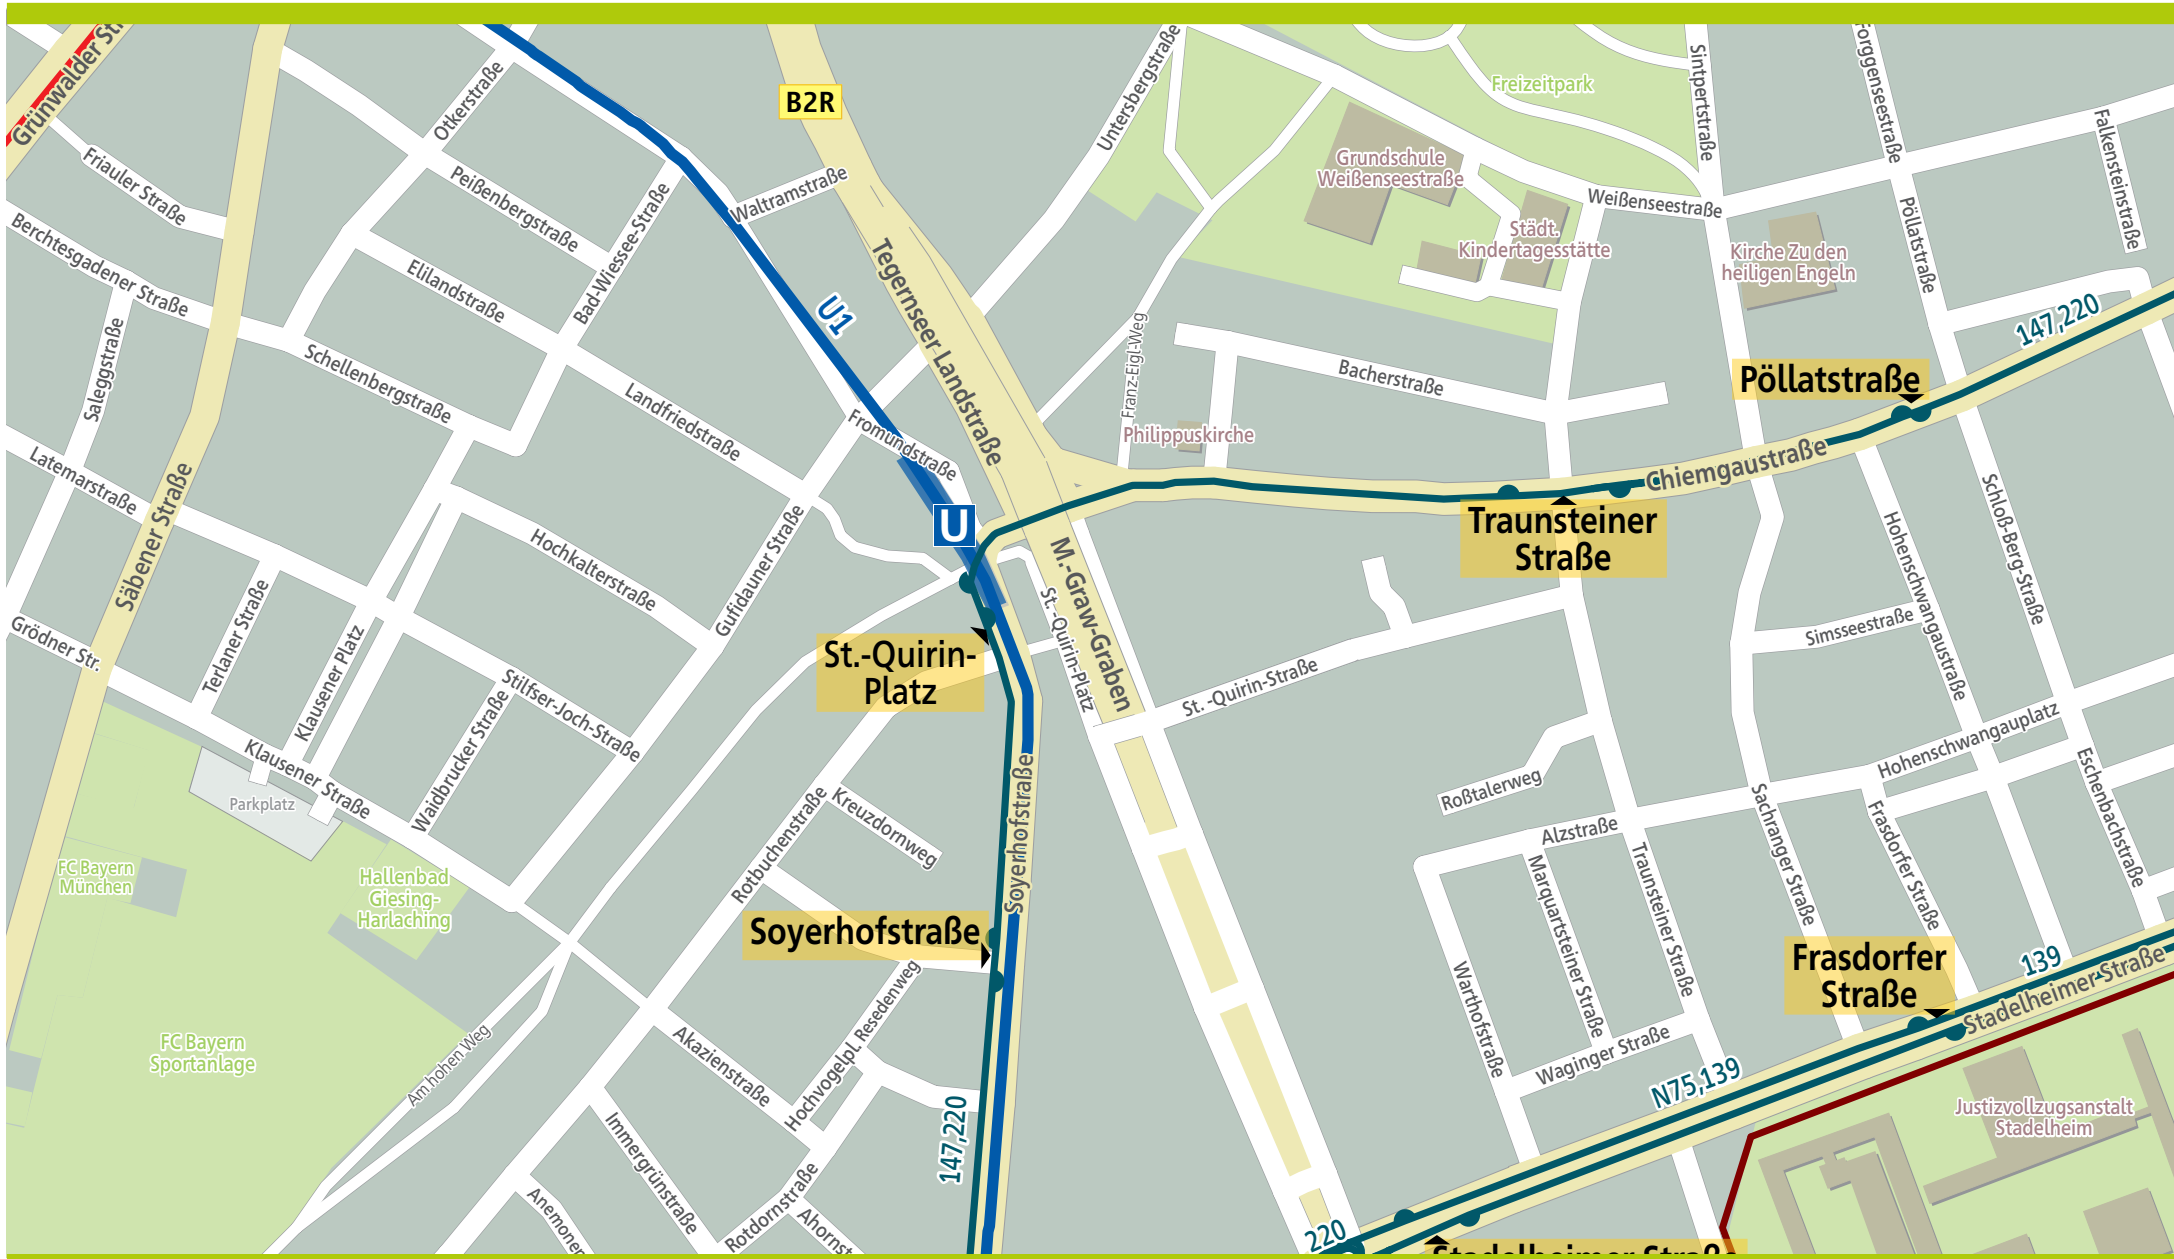 Grünwalder Str.
Otkerstraße
B2R
Untersbergstraße
Freizeitpark
Sintpertstraße
Forggenseestraße
Falkensteinstraße
Friauler Straße
Peißenbergstraße
Waltramstraße
Grundschule
Weißenseestraße
Weißenseestraße
Städt.
Kindertagesstätte
Kirche Zu den
heiligen Engeln
Pöllatstraße
Berchtesgadener Straße
Elilandstraße
Bad-Wiessee-Straße
U1
Tegernseer Landstraße
Franz-Eigl-Weg
147,220
Saleggstraße
Schellenbergstraße
Landfriedstraße
Fromundstraße
Bacherstraße
Philippuskirche
Pöllatstraße
Chiemgaustraße
Latemarstraße
Säbener Straße
Hochkalterstraße
Gufidauner Straße
U
M.-Graw-Graben
Traunsteiner
Straße
Hohenschwangaustraße
Schloß-Berg-Straße
Simsseestraße
Grödner Str.
Terlaner Straße
Klausener Platz
Stilfser-Joch-Straße
St.-Quirin-
Platz
St.-Quirin-Platz
St.-Quirin-Straße
Klausener Straße
Waidbrucker Straße
Parkplatz
Hohenschwangauplatz
Roßtalerweg
Alzstraße
Eschenbachstraße
Kreuzdornweg
Rotbuchenstraße
Soyerhofstraße
FC Bayern
München
Hallenbad
Giesing-
Harlaching
Soyerhofstraße
Marquartsteiner Straße
Traunsteiner Straße
Sachranger Straße
Frasdorfer Straße
Warthofstraße
Frasdorfer
Straße
139
Stadelheimer Straße
FC Bayern
Sportanlage
Am hohen Weg
Akazienstraße
Hochvogelpl.
Resedenweg
Waginger Straße
N75,139
Justizvollzugsanstalt
Stadelheim
147,220
Immergrünstraße
Rotdornstraße
Anemonen
Ahornst
220
Stadelheimer Straße